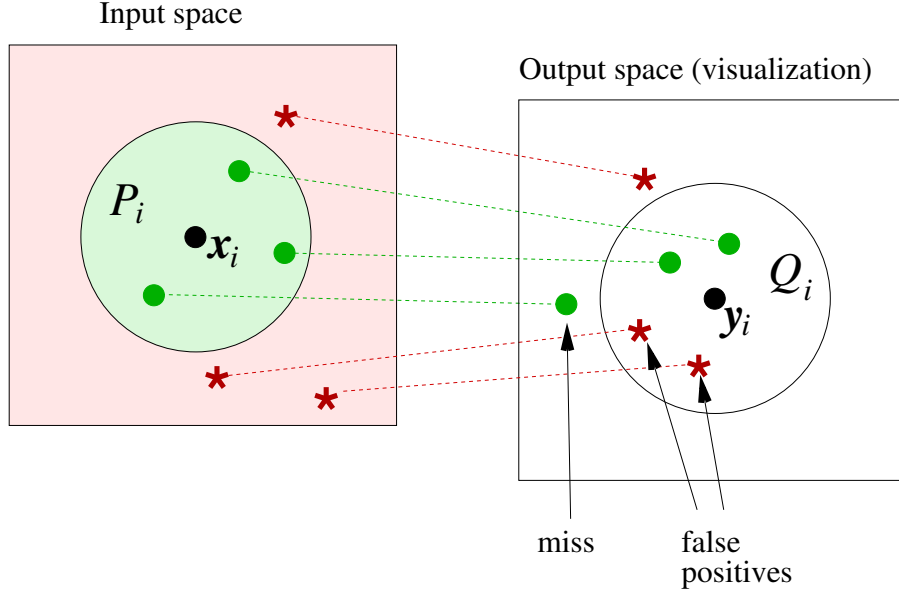 Input space
Output space (visualization)
P_i
x_i
Q_i
y_i
miss
false
positives